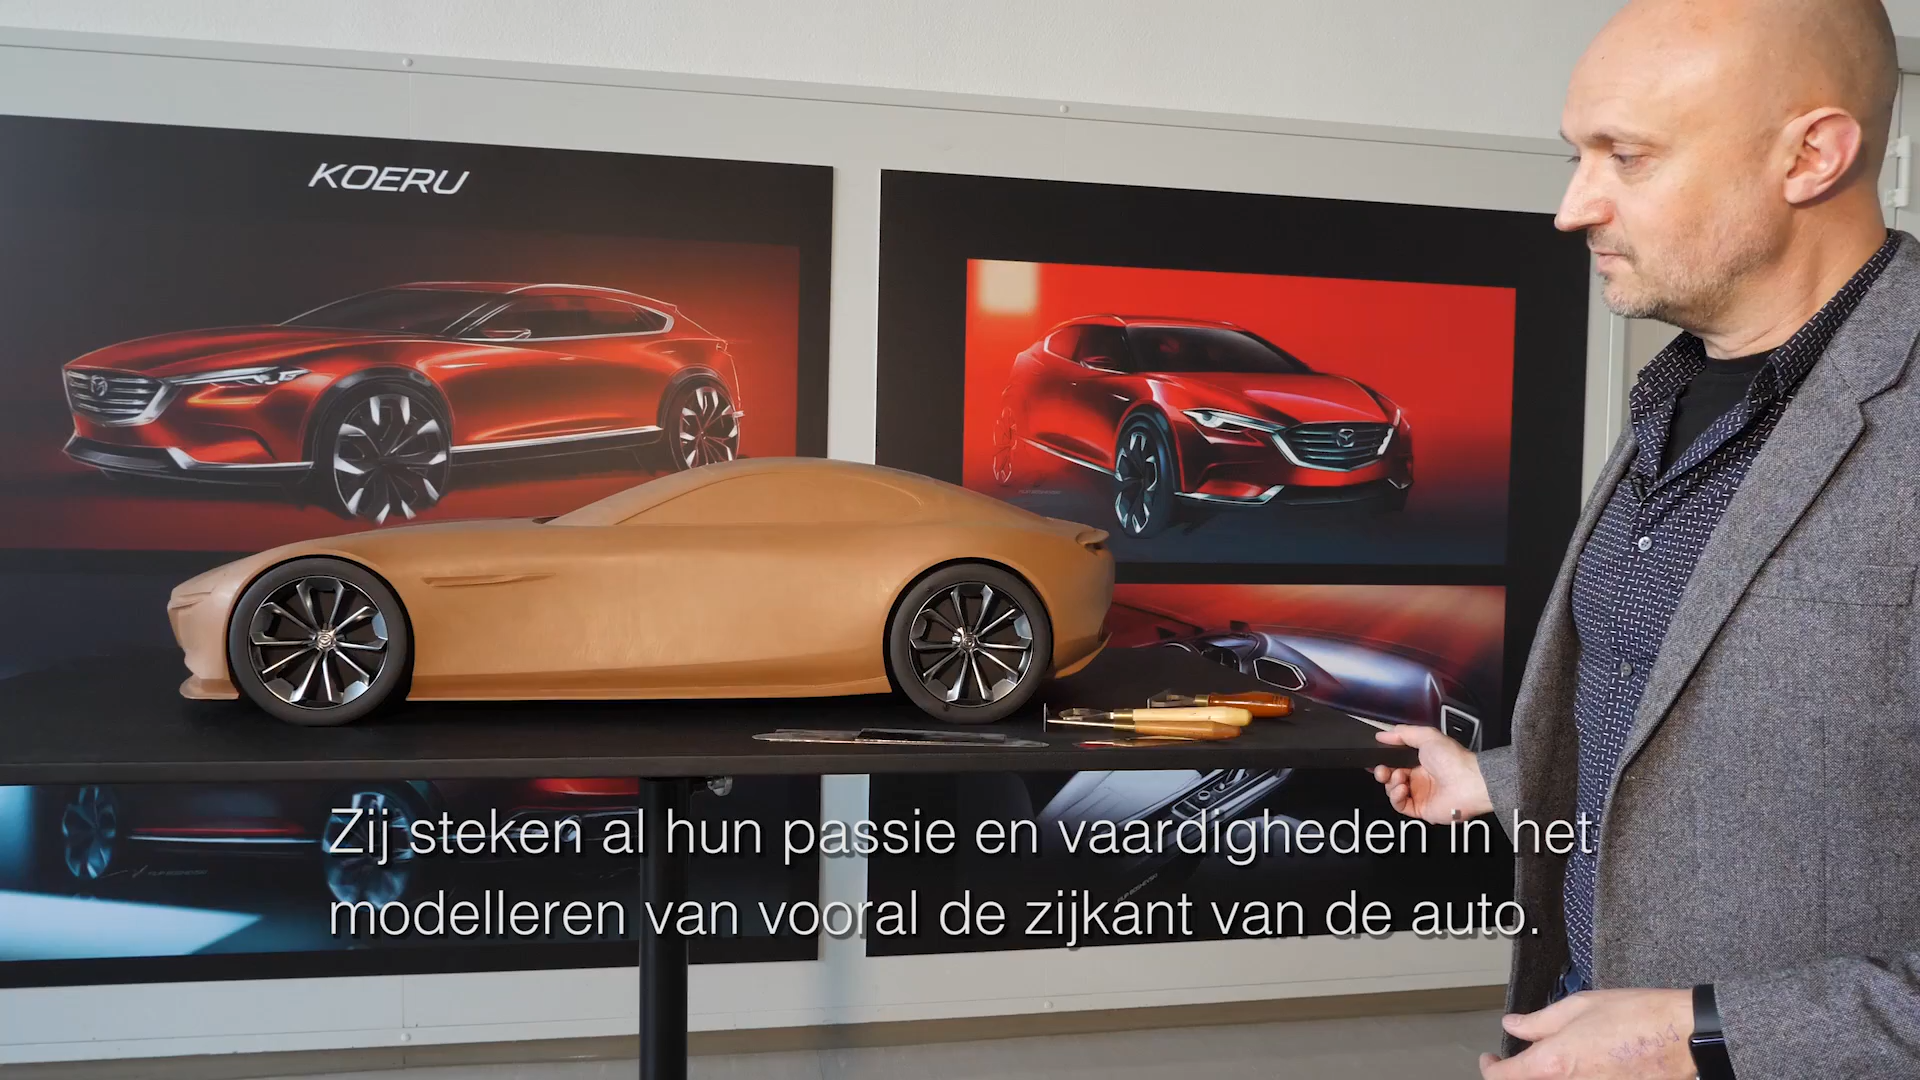 KOERU
Zij steken al hun passie en vaardigheden in het
modelleren van vooral de zijkant van de auto.